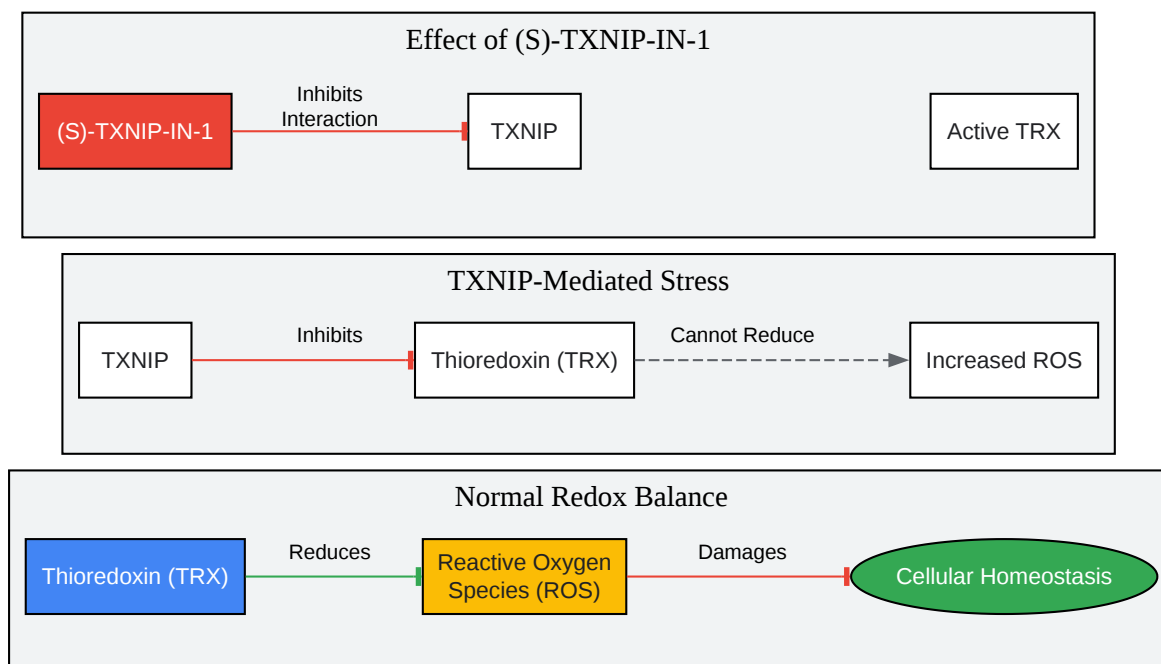 Effect of (S)-TXNIP-IN-1
(S)-TXNIP-IN-1
Inhibits
Interaction
TXNIP
Active TRX
TXNIP-Mediated Stress
TXNIP
Inhibits
Thioredoxin (TRX)
Cannot Reduce
Increased ROS
Normal Redox Balance
Thioredoxin (TRX)
Reduces
Reactive Oxygen
Species (ROS)
Damages
Cellular Homeostasis